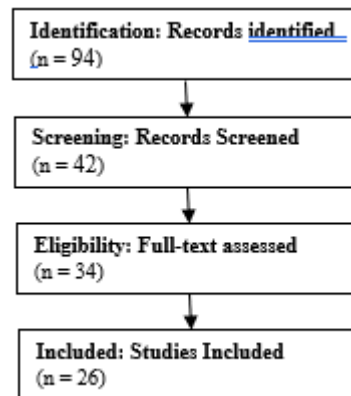 Identification: Records identified
(n = 94)
Screening: Records Screened
(n = 42)
Eligibility: Full-text assessed
(n = 34)
Included: Studies Included
(n = 26)